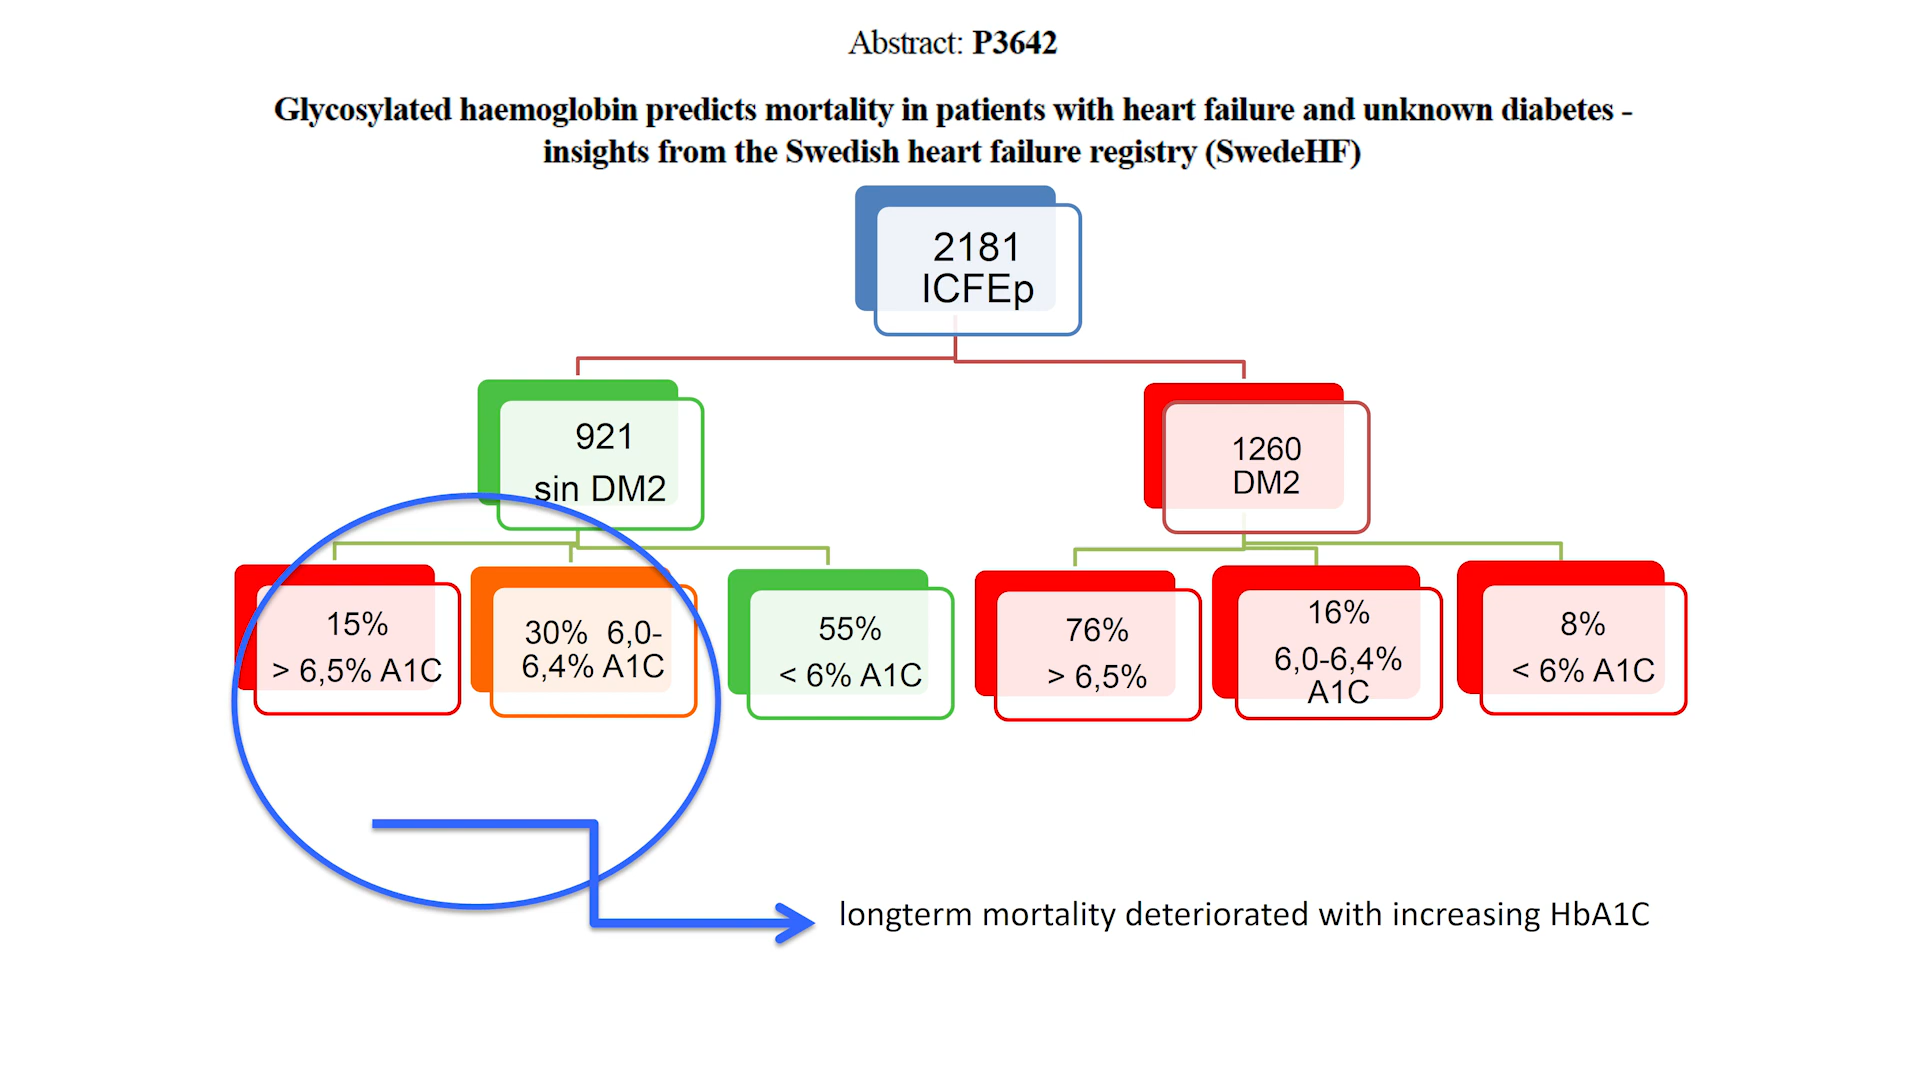 Abstract: P3642
Glycosylated haemoglobin predicts mortality in patients with heart failure and unknown diabetes -
insights from the Swedish heart failure registry (SwedeHF)
2181
ICFEp
921
sin DM2
1260
DM2
15%
> 6,5% A1C
30% 6,0-
6,4% A1C
55%
< 6% A1C
76%
> 6,5%
16%
6,0-6,4%
A1C
8%
< 6% A1C
longterm mortality deteriorated with increasing HbA1C